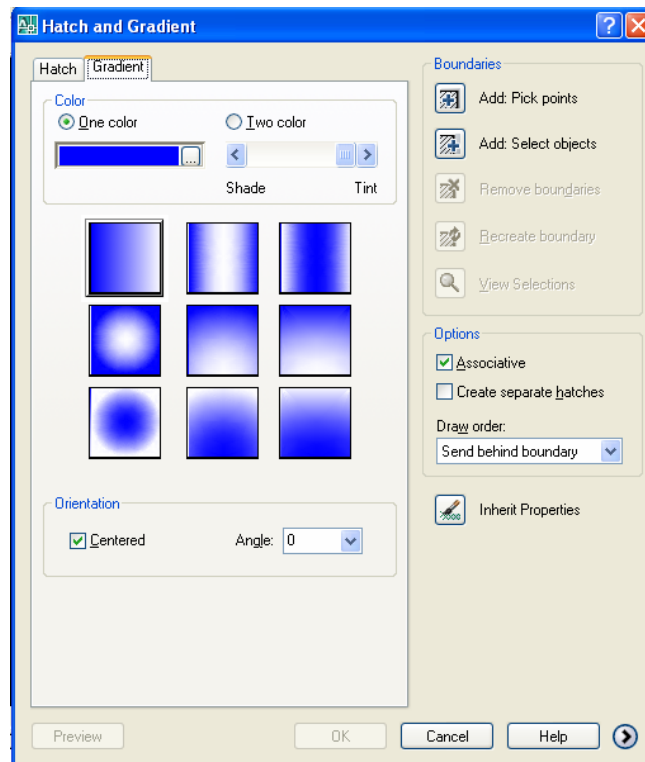 Hatch and Gradient
Hatch
Gradient
Color
One color
Two color
...
Shade
Tint
Orientation
Centered
Angle:
0
Boundaries
Add: Pick points
Add: Select objects
Remove boundaries
Recreate boundary
View Selections
Options
Associative
Create separate hatches
Draw order:
Send behind boundary
Inherit Properties
Preview
OK
Cancel
Help